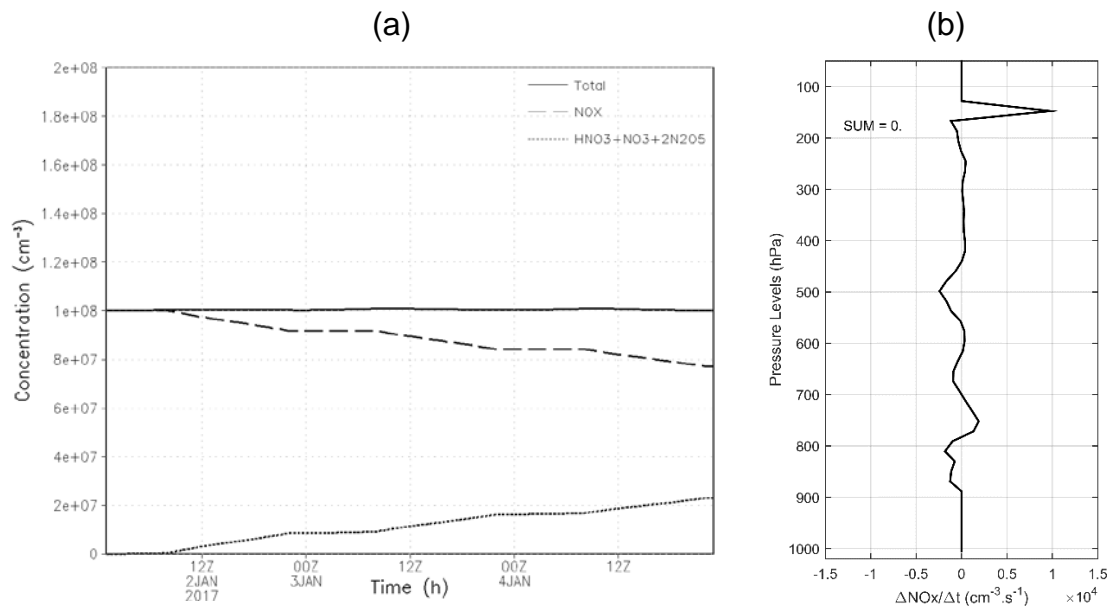 (a)
2e+08
1.8e+08
1.6e+08
1.4e+08
1.2e+08
1e+08
8e+07
6e+07
4e+07
2e+07
0
Concentration (cm⁻³)
Total
NOX
HNO3+NO3+2N2O5
12Z
2JAN
2017
00Z
3JAN
12Z
00Z
4JAN
12Z
Time (h)
(b)
100
200
300
400
500
600
700
800
900
1000
Pressure Levels (hPa)
SUM = 0.
-1.5 -1 -0.5 0 0.5 1 1.5
×10⁴
ΔNOx/Δt (cm⁻³.s⁻¹)